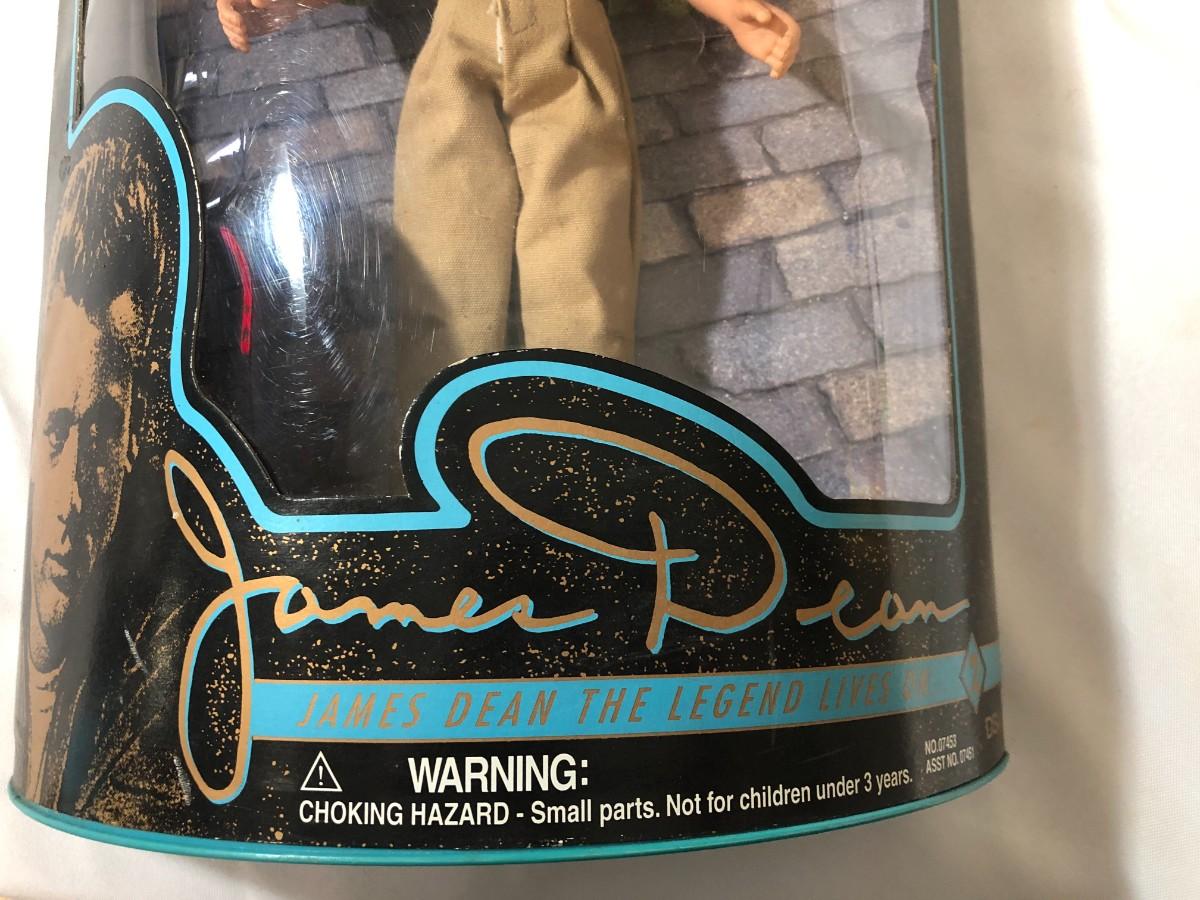 James Dean
JAMES DEAN THE LEGEND LIVES ON
WARNING:
CHOKING HAZARD - Small parts. Not for children under 3 years.
NO.07453
ASST NO. 07451